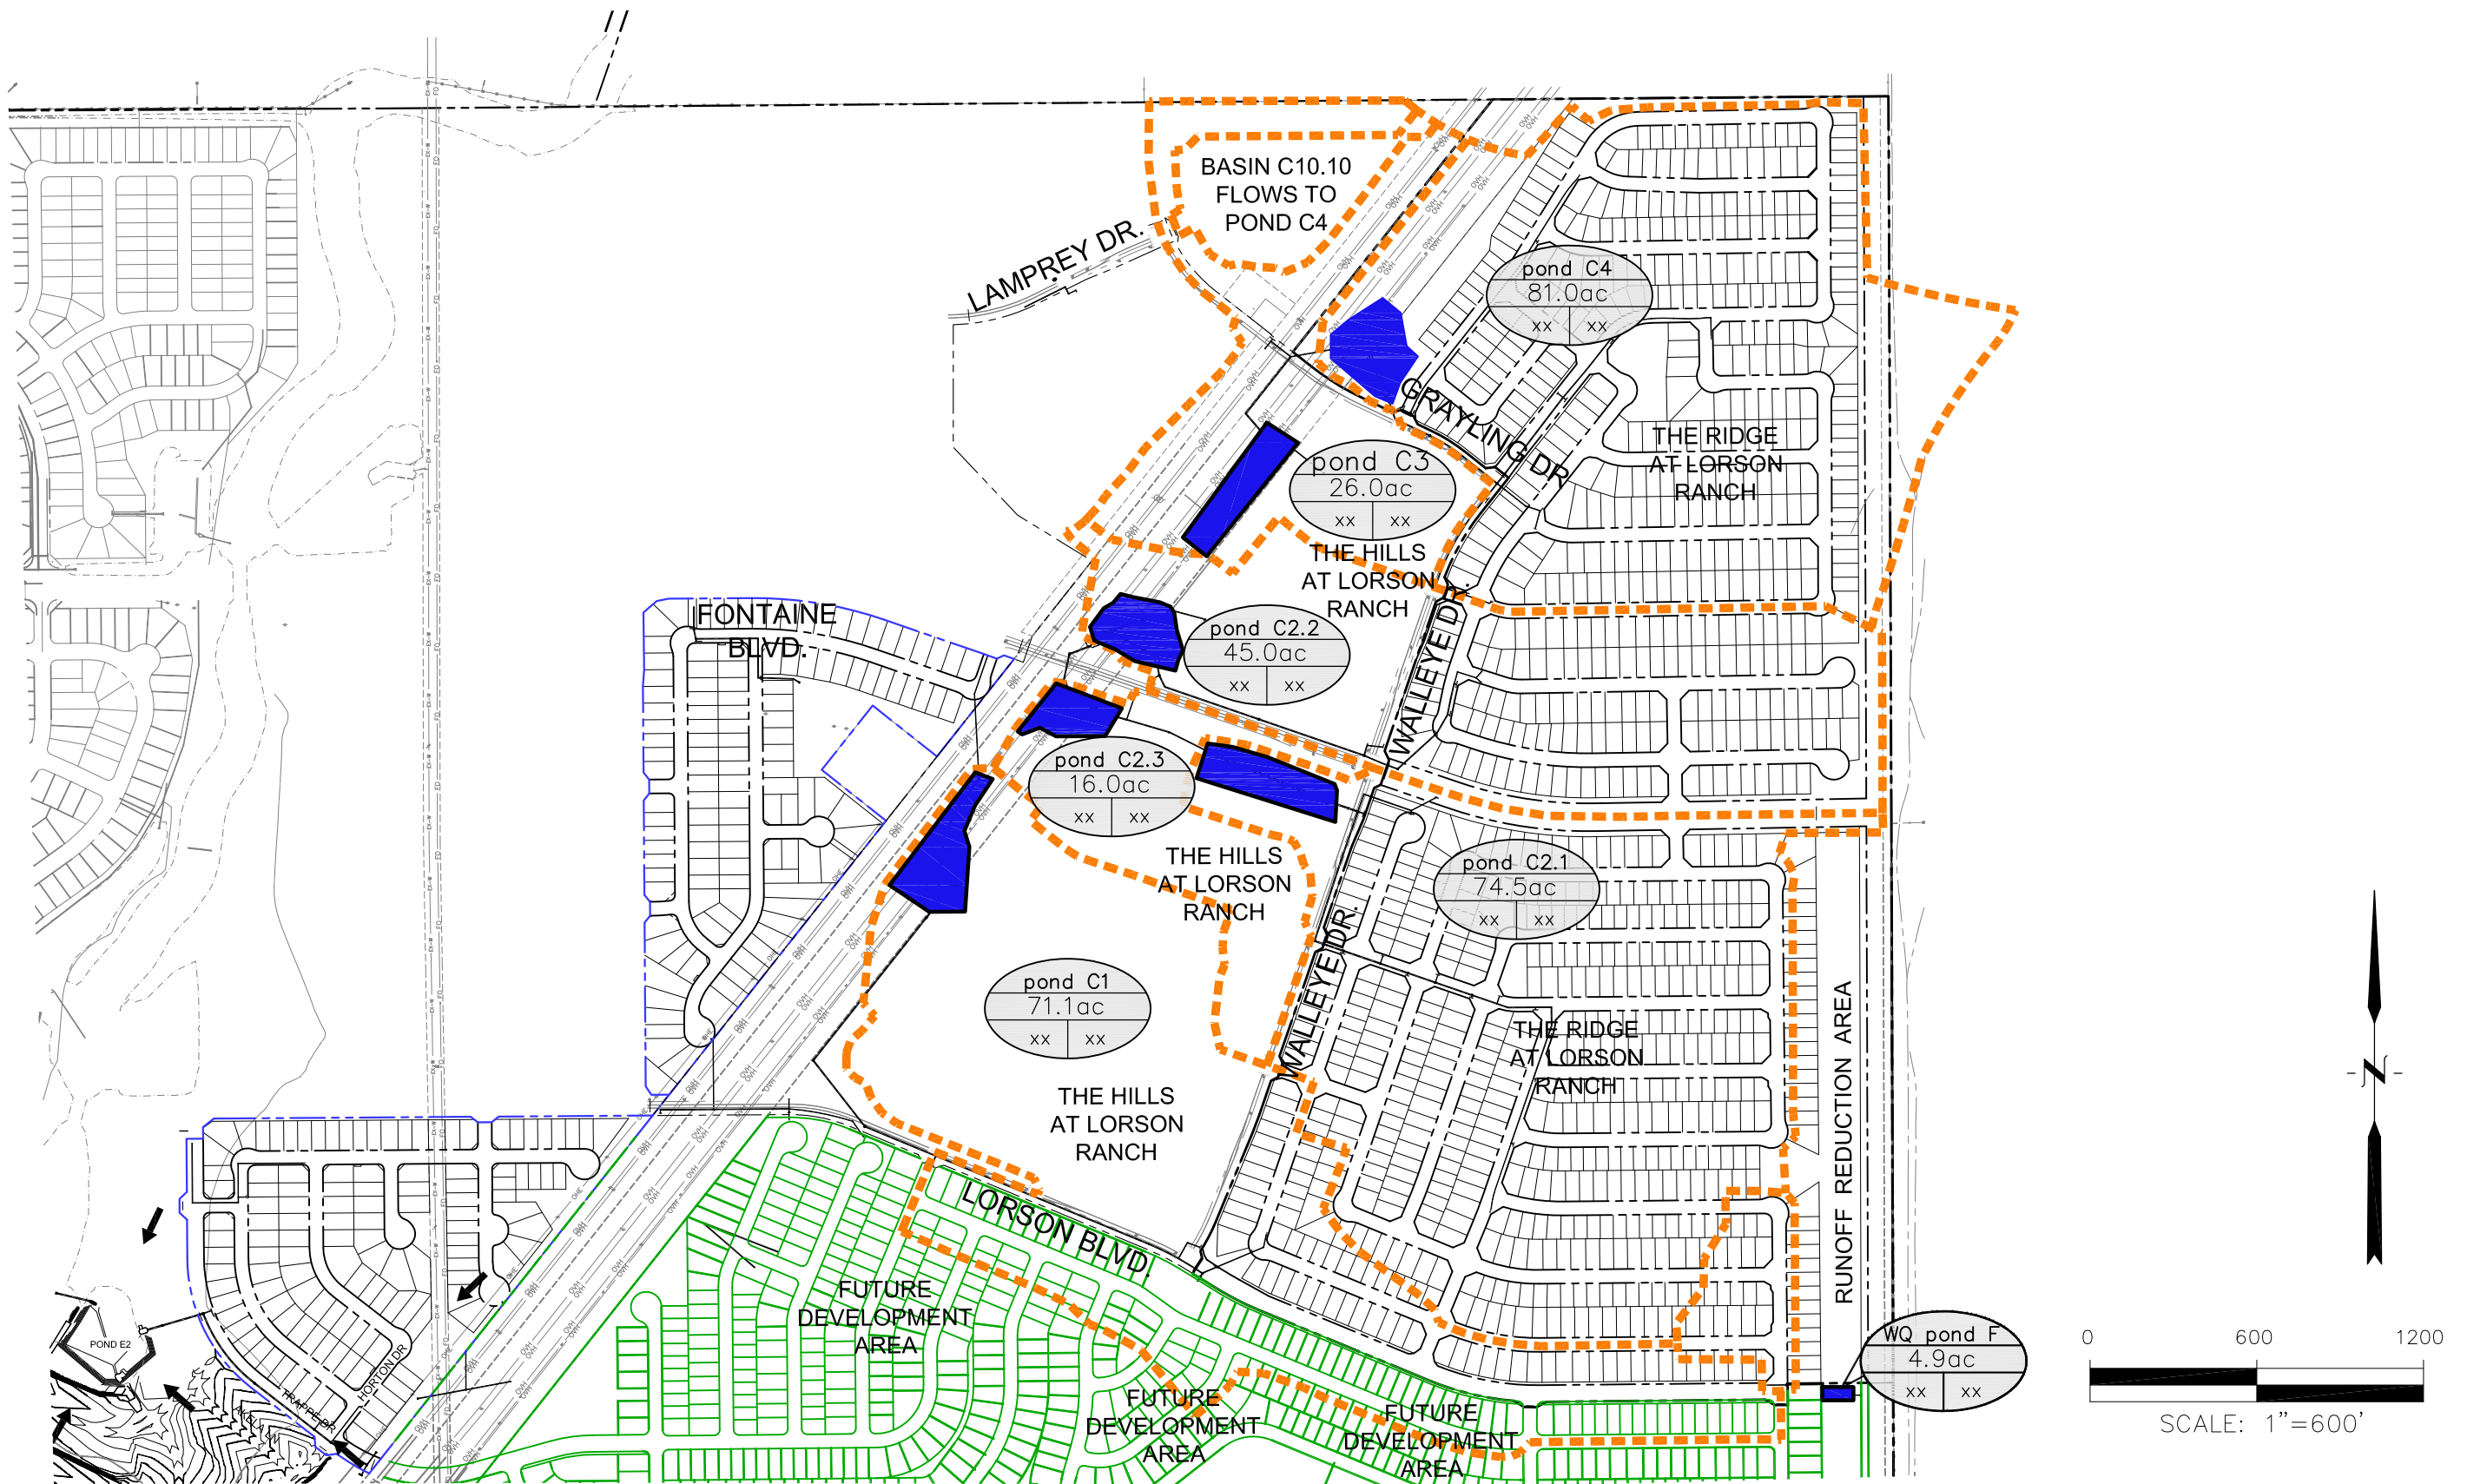 BASIN C10.10
FLOWS TO
POND C4
LAMPREY DR.
pond C4
81.0ac
xx xx
GRAYLING DR
THE RIDGE
AT LORSON
RANCH
pond C3
26.0ac
xx xx
THE HILLS
AT LORSON
RANCH
FONTAINE
BLVD.
pond C2.2
45.0ac
xx xx
WALLEYE DR.
pond C2.3
16.0ac
xx xx
THE HILLS
AT LORSON
RANCH
pond C2.1
74.5ac
xx xx
WALLEYE DR.
pond C1
71.1ac
xx xx
THE RIDGE
AT LORSON
RANCH
RUNOFF REDUCTION AREA
THE HILLS
AT LORSON
RANCH
LORSON BLVD.
FUTURE
DEVELOPMENT
AREA
FUTURE
DEVELOPMENT
AREA
FUTURE
DEVELOPMENT
AREA
WQ pond F
4.9ac
xx xx
POND E2
HORTON DR
TRAPPE DR
N
0 600 1200
SCALE: 1"=600'